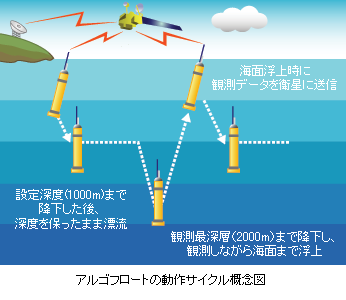 海面浮上時に
観測データを衛星に送信
設定深度(1000m)まで
降下した後、
深度を保ったまま漂流
観測最深層(2000m)まで降下し、
観測しながら海面まで浮上
アルゴフロートの動作サイクル概念図